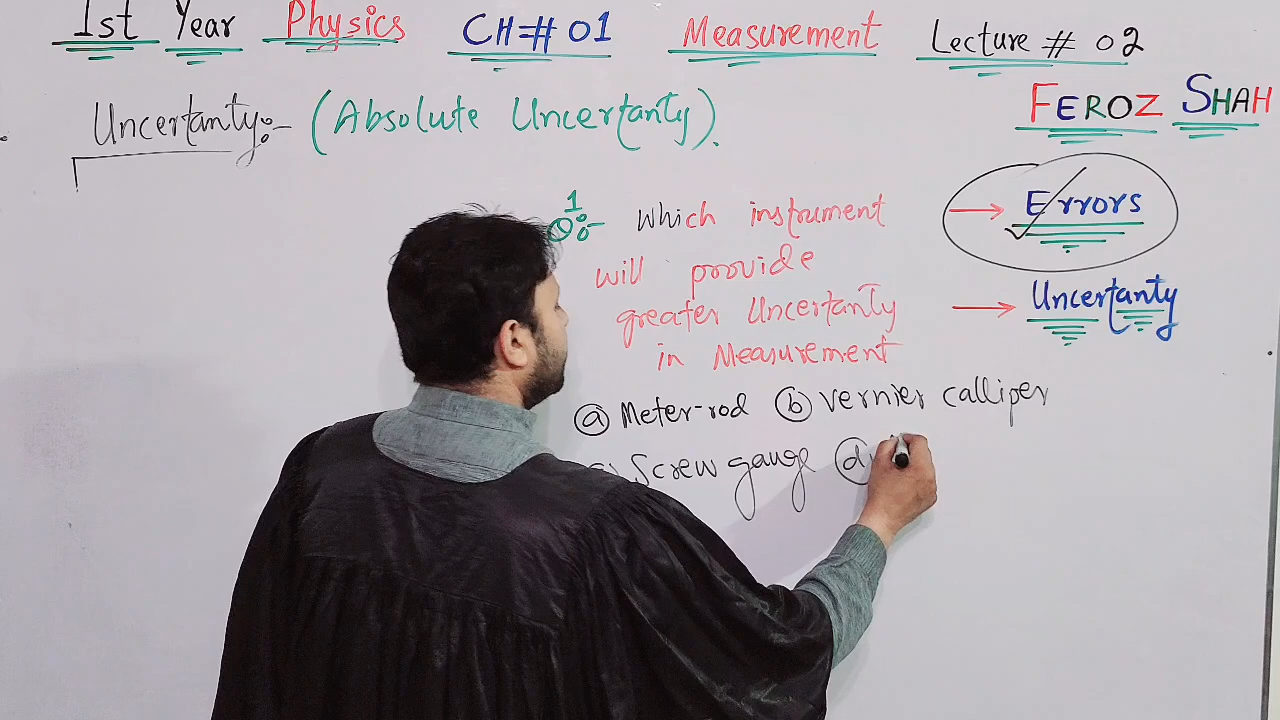 1st Year Physics CH# 01 Measurement Lecture # 02
FEROZ SHAH
Uncertanty:- (Absolute Uncertanty).
→ Errors
→ Uncertanty
1 :- which instrument
will provide
greater Uncertanty
in Measurement
(a) Meter-rod (b) Vernier calliper
Screw gauge (d)